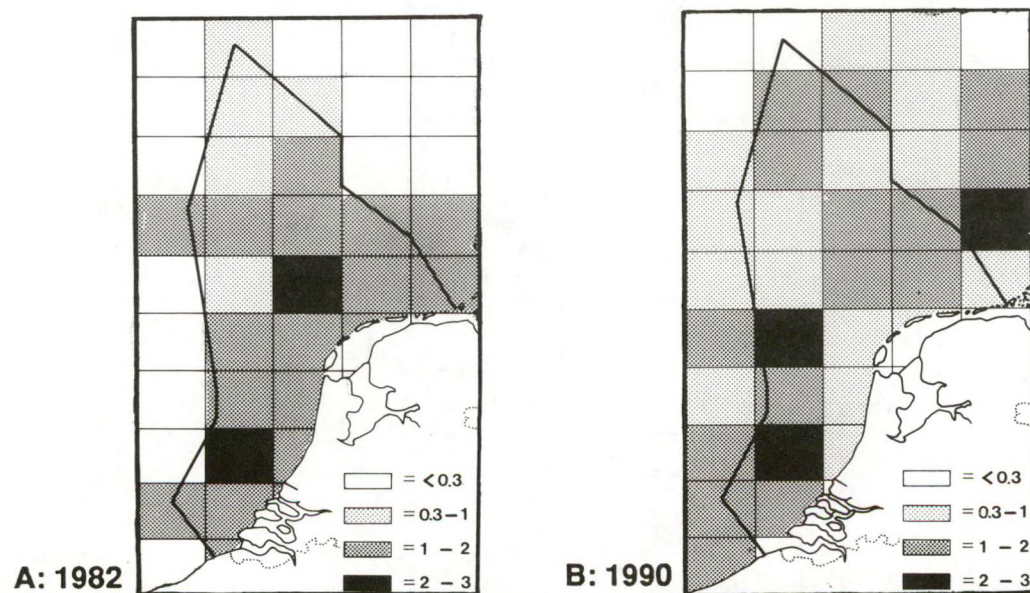 = <0.3
= 0.3-1
= 1 - 2
= 2 - 3
A: 1982
= <0.3
= 0.3-1
= 1 - 2
= 2 - 3
B: 1990